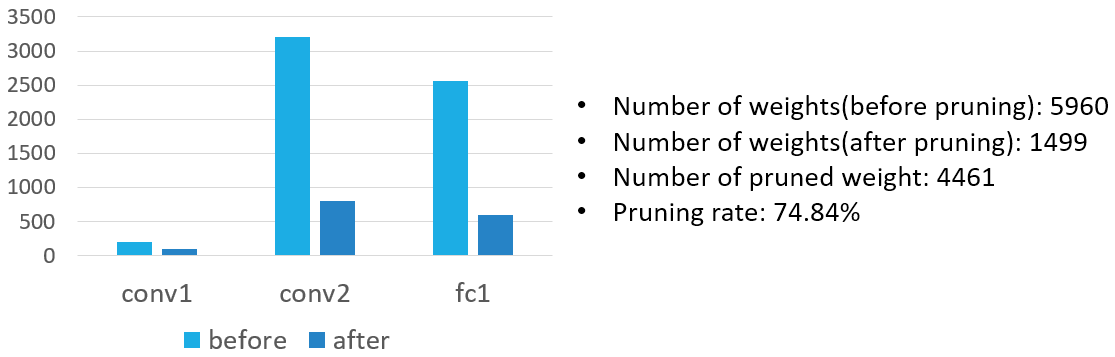 3500
3000
2500
2000
1500
1000
500
0
conv1 conv2 fc1
before after
• Number of weights(before pruning): 5960
• Number of weights(after pruning): 1499
• Number of pruned weight: 4461
• Pruning rate: 74.84%